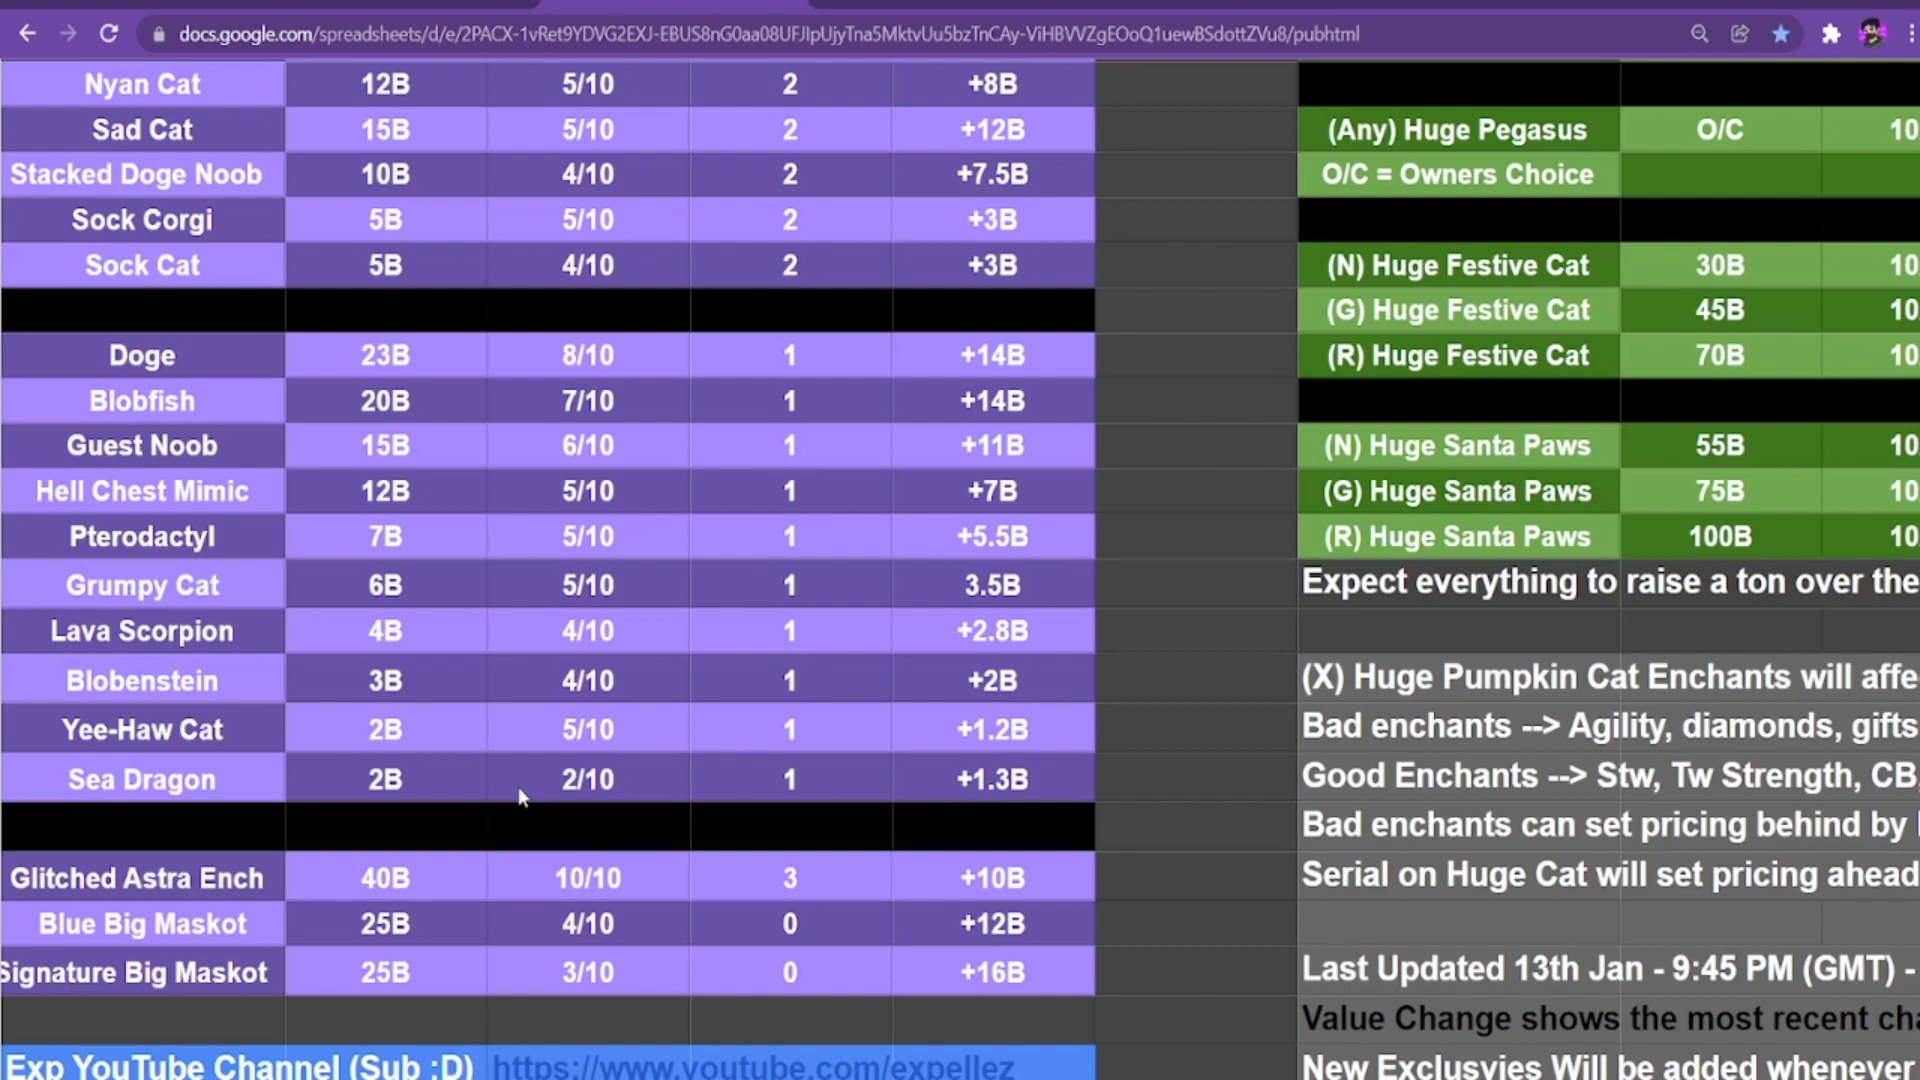 docs.google.com/spreadsheets/d/e/2PACX-1vRet9YDVG2EXJ-EBUS8nG0aa08UFJIpUjyTna5MktvUu5bzTnCAy-ViHBVVZgEOoQ1uewBSdottZVu8/pubhtml
Nyan Cat 12B 5/10 2 +8B
Sad Cat 15B 5/10 2 +12B
Stacked Doge Noob 10B 4/10 2 +7.5B
Sock Corgi 5B 5/10 2 +3B
Sock Cat 5B 4/10 2 +3B
Doge 23B 8/10 1 +14B
Blobfish 20B 7/10 1 +14B
Guest Noob 15B 6/10 1 +11B
Hell Chest Mimic 12B 5/10 1 +7B
Pterodactyl 7B 5/10 1 +5.5B
Grumpy Cat 6B 5/10 1 3.5B
Lava Scorpion 4B 4/10 1 +2.8B
Blobenstein 3B 4/10 1 +2B
Yee-Haw Cat 2B 5/10 1 +1.2B
Sea Dragon 2B 2/10 1 +1.3B
Glitched Astra Ench 40B 10/10 3 +10B
Blue Big Maskot 25B 4/10 0 +12B
Signature Big Maskot 25B 3/10 0 +16B
Exp YouTube Channel (Sub :D) https://www.youtube.com/expellez
(Any) Huge Pegasus O/C 10
O/C = Owners Choice
(N) Huge Festive Cat 30B 10
(G) Huge Festive Cat 45B 10
(R) Huge Festive Cat 70B 10
(N) Huge Santa Paws 55B 10
(G) Huge Santa Paws 75B 10
(R) Huge Santa Paws 100B 10
Expect everything to raise a ton over the
(X) Huge Pumpkin Cat Enchants will affe
Bad enchants --> Agility, diamonds, gifts
Good Enchants --> Stw, Tw Strength, CB,
Bad enchants can set pricing behind by
Serial on Huge Cat will set pricing ahead
Last Updated 13th Jan - 9:45 PM (GMT) -
Value Change shows the most recent cha
New Exclusvies Will be added whenever